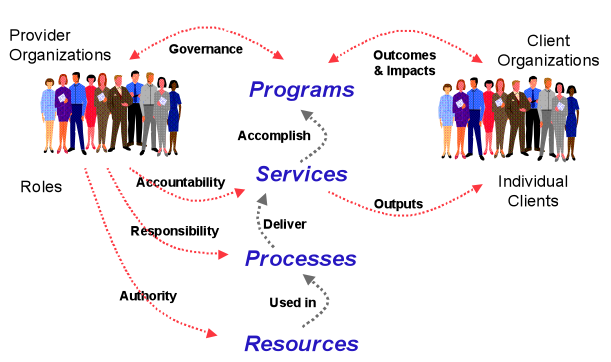 Provider
Organizations
Governance
Outcomes
& Impacts
Client
Organizations
Programs
Accomplish
Services
Roles
Accountability
Individual
Clients
Outputs
Deliver
Responsibility
Processes
Authority
Used in
Resources